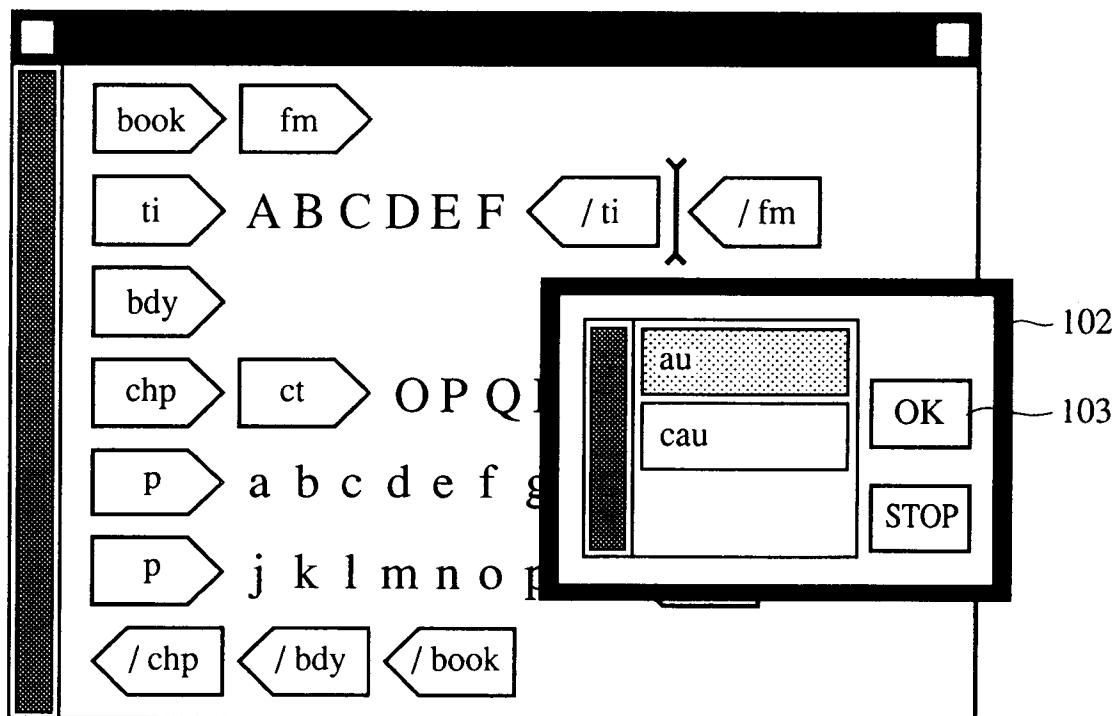 book fm
ti A B C D E F / ti / fm
bdy
102
au
chp ct O P Q
OK 103
cau
p a b c d e f g
STOP
p j k l m n o p
/ chp / bdy / book